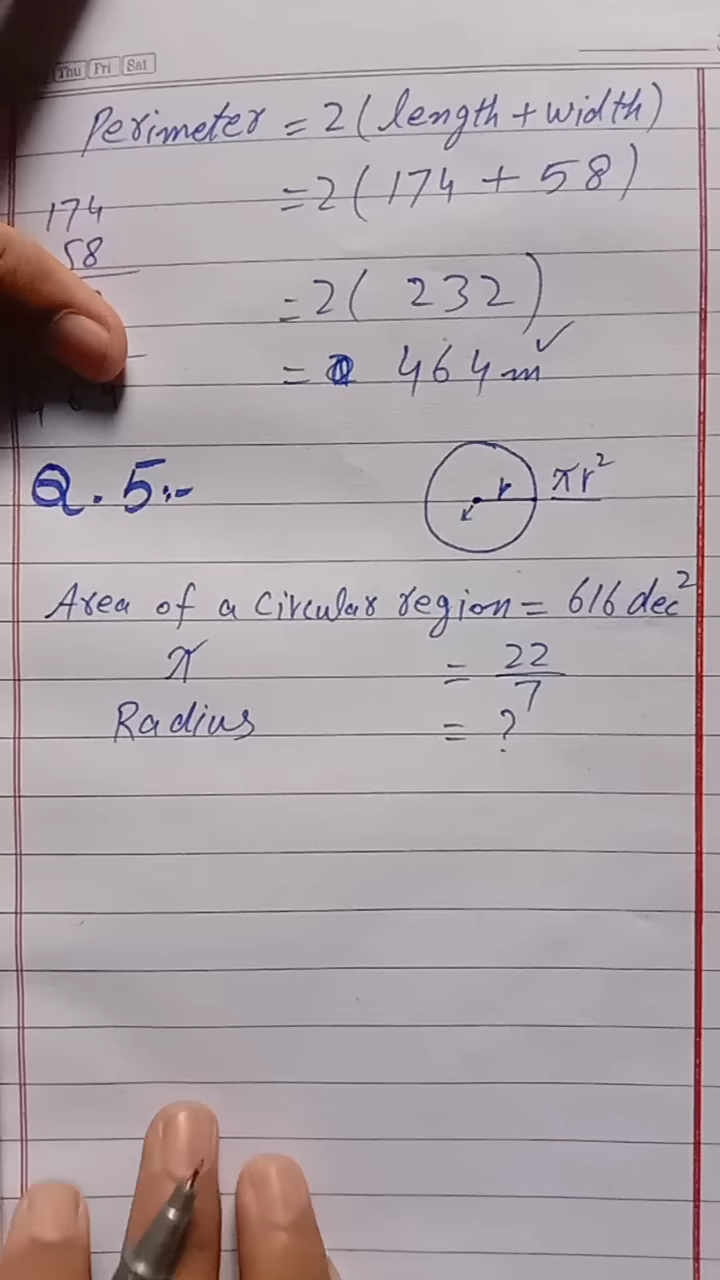 Thu Fri Sat
Perimeter = 2(length + width)
= 2(174 + 58)
174
58
= 2( 232 )
= 464m ✓
Q. 5:-
r πr²
Area of a circular region = 616 dec²
π = 22/7
Radius = ?